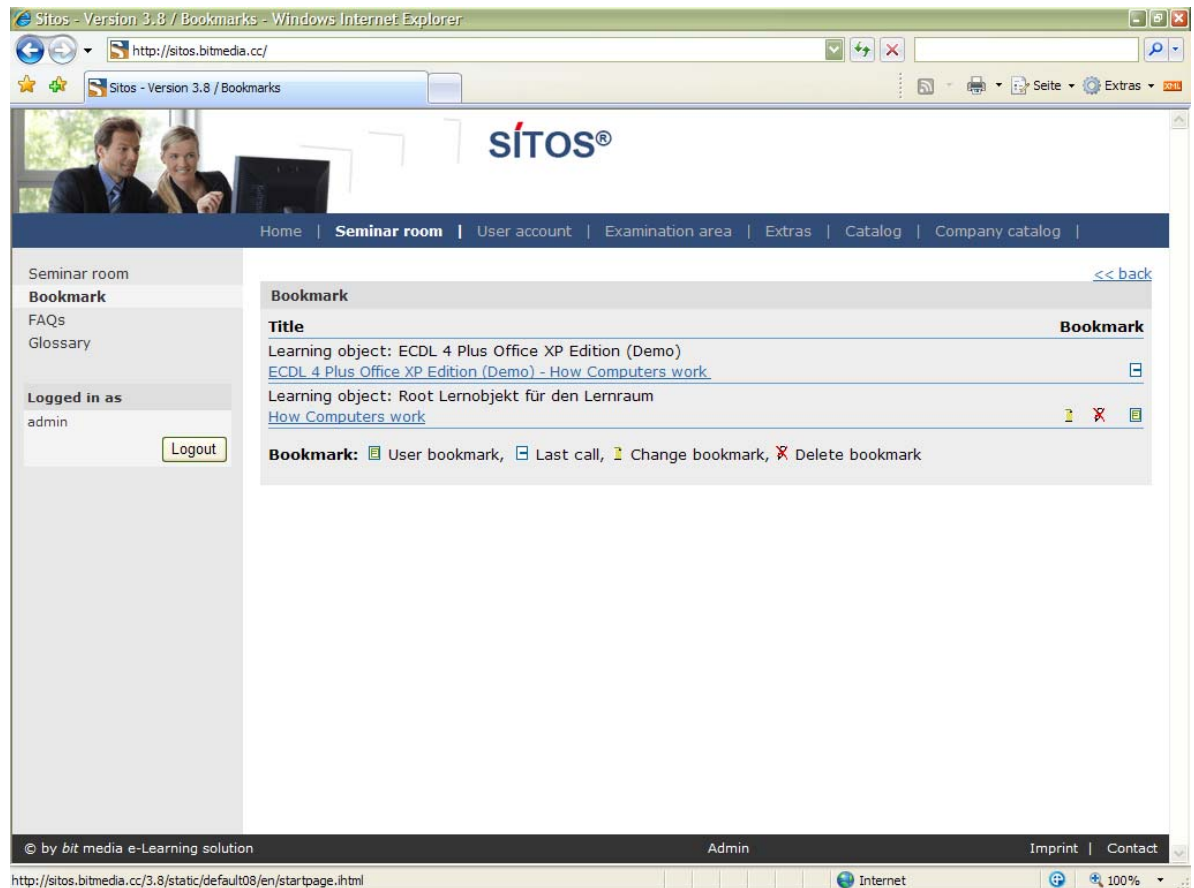 Sitos - Version 3.8 / Bookmarks - Windows Internet Explorer
http://sitos.bitmedia.cc/
Sitos - Version 3.8 / Bookmarks
Seite
Extras
XML
SÍTOS®
Home | Seminar room | User account | Examination area | Extras | Catalog | Company catalog |
Seminar room
Bookmark
FAQs
Glossary
Logged in as
admin
Logout
<< back
Bookmark
Title Bookmark
Learning object: ECDL 4 Plus Office XP Edition (Demo)
ECDL 4 Plus Office XP Edition (Demo) - How Computers work
Learning object: Root Lernobjekt für den Lernraum
How Computers work
Bookmark: User bookmark, Last call, Change bookmark, Delete bookmark
© by bit media e-Learning solution Admin Imprint | Contact
http://sitos.bitmedia.cc/3.8/static/default08/en/startpage.ihtml Internet 100%